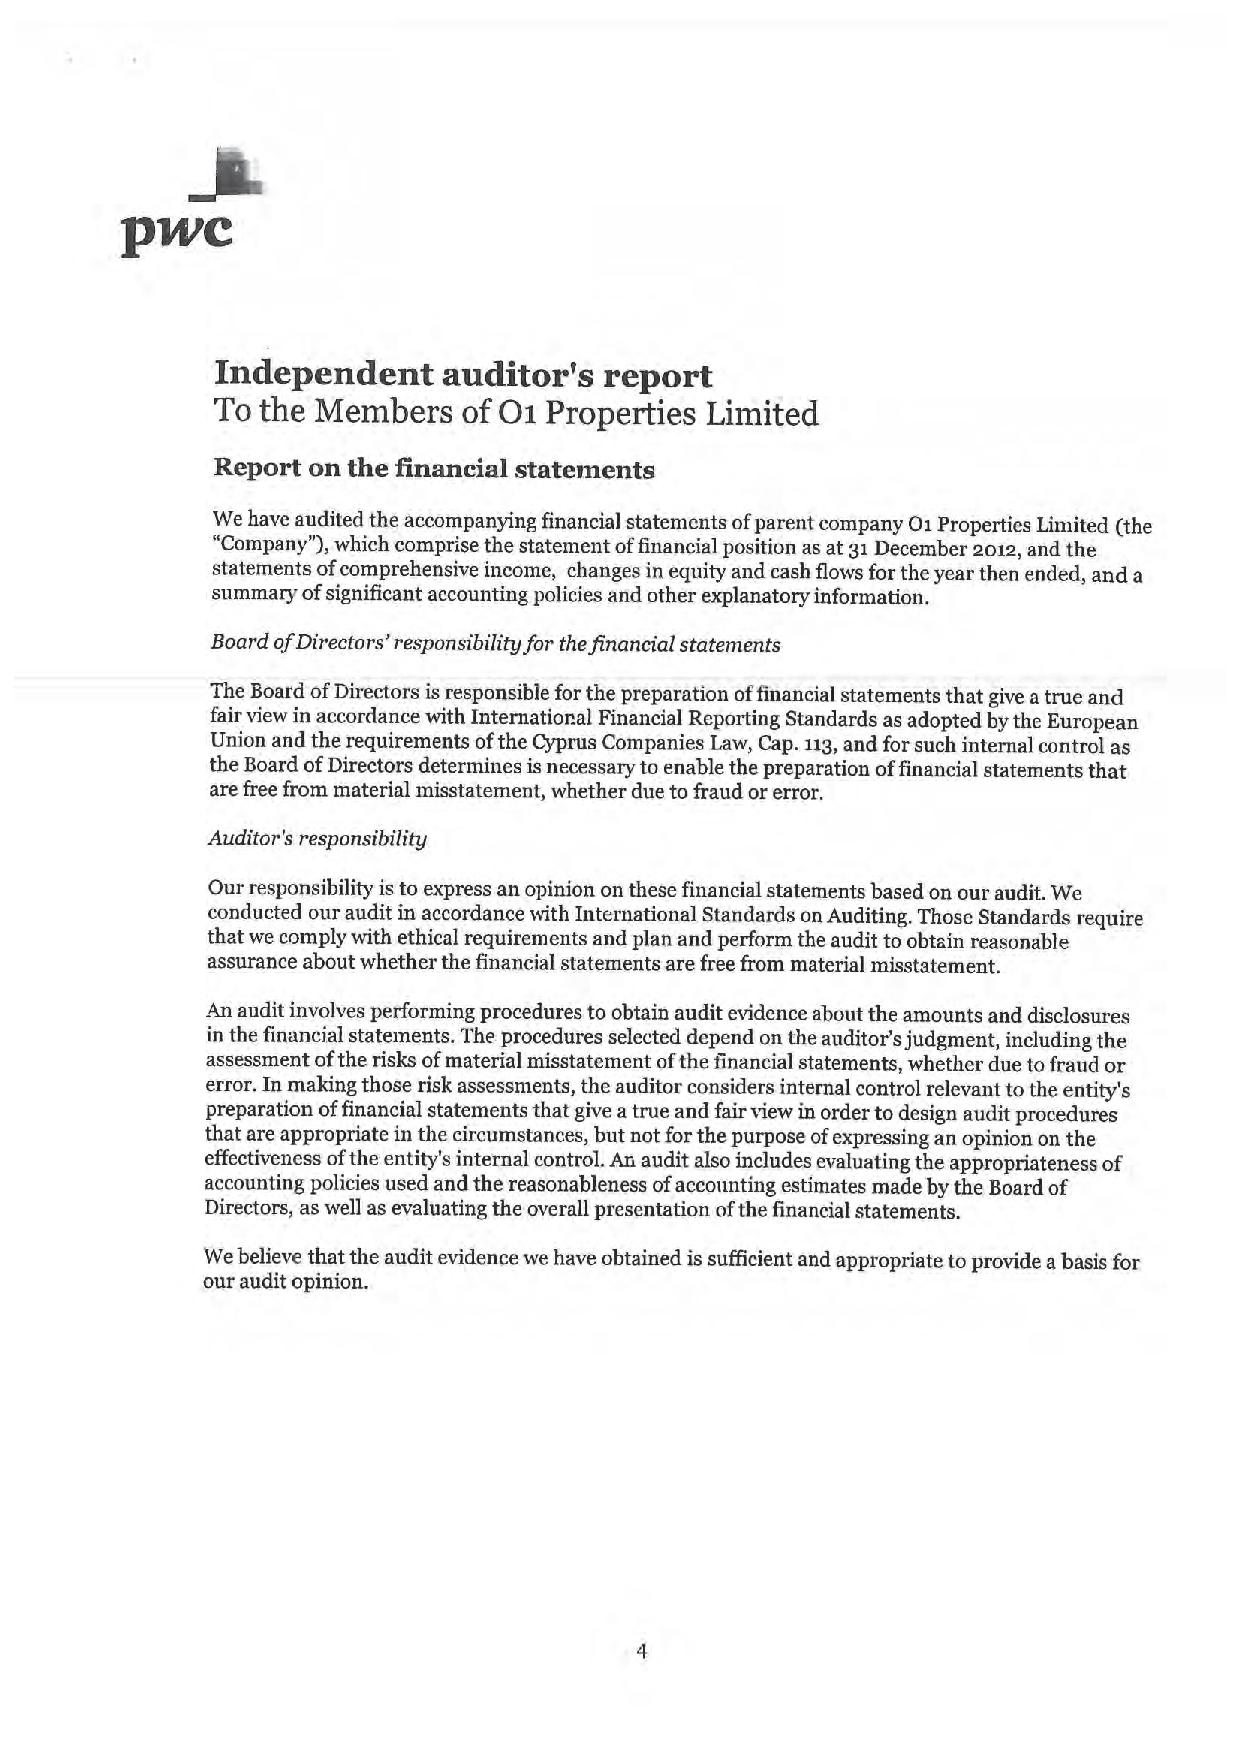 pwc
Independent auditor's report
To the Members of O1 Properties Limited
Report on the financial statements
We have audited the accompanying financial statements of parent company O1 Properties Limited (the
“Company”), which comprise the statement of financial position as at 31 December 2012, and the
statements of comprehensive income, changes in equity and cash flows for the year then ended, and a
summary of significant accounting policies and other explanatory information.
Board of Directors’ responsibility for the financial statements
The Board of Directors is responsible for the preparation of financial statements that give a true and
fair view in accordance with International Financial Reporting Standards as adopted by the European
Union and the requirements of the Cyprus Companies Law, Cap. 113, and for such internal control as
the Board of Directors determines is necessary to enable the preparation of financial statements that
are free from material misstatement, whether due to fraud or error.
Auditor's responsibility
Our responsibility is to express an opinion on these financial statements based on our audit. We
conducted our audit in accordance with International Standards on Auditing. Those Standards require
that we comply with ethical requirements and plan and perform the audit to obtain reasonable
assurance about whether the financial statements are free from material misstatement.
An audit involves performing procedures to obtain audit evidence about the amounts and disclosures
in the financial statements. The procedures selected depend on the auditor’s judgment, including the
assessment of the risks of material misstatement of the financial statements, whether due to fraud or
error. In making those risk assessments, the auditor considers internal control relevant to the entity's
preparation of financial statements that give a true and fair view in order to design audit procedures
that are appropriate in the circumstances, but not for the purpose of expressing an opinion on the
effectiveness of the entity's internal control. An audit also includes evaluating the appropriateness of
accounting policies used and the reasonableness of accounting estimates made by the Board of
Directors, as well as evaluating the overall presentation of the financial statements.
We believe that the audit evidence we have obtained is sufficient and appropriate to provide a basis for
our audit opinion.
4